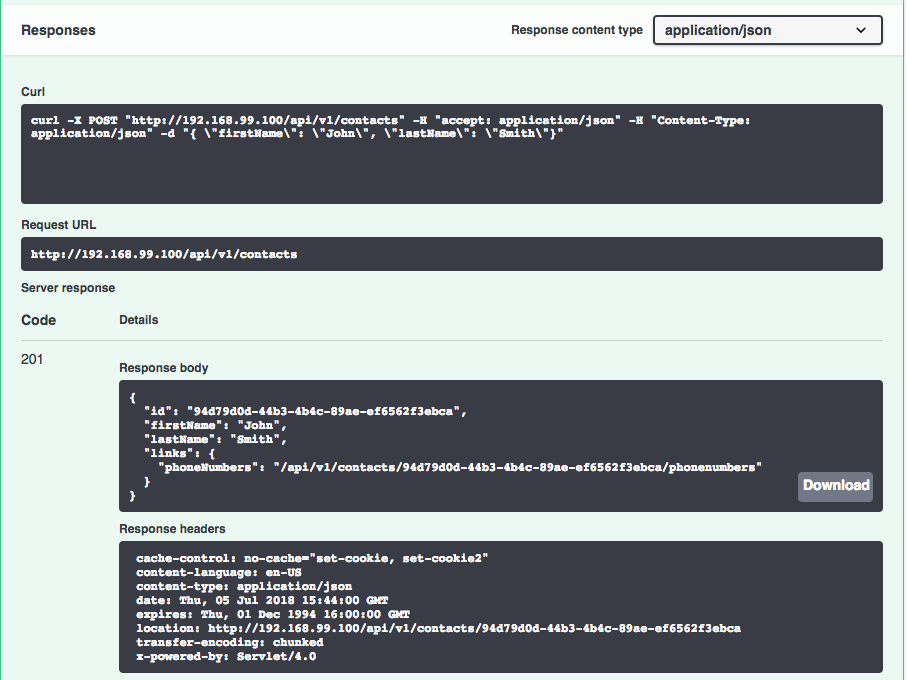 Responses
Response content type
application/json
Curl
curl -X POST "http://192.168.99.100/api/v1/contacts" -H "accept: application/json" -H "Content-Type:
application/json" -d "{ \"firstName\": \"John\", \"lastName\": \"Smith\"}"
Request URL
http://192.168.99.100/api/v1/contacts
Server response
Code Details
201
Response body
{
  "id": "94d79d0d-44b3-4b4c-89ae-ef6562f3ebca",
  "firstName": "John",
  "lastName": "Smith",
  "links": {
    "phoneNumbers": "/api/v1/contacts/94d79d0d-44b3-4b4c-89ae-ef6562f3ebca/phonenumbers"
  }
}
Download
Response headers
cache-control: no-cache="set-cookie, set-cookie2"
content-language: en-US
content-type: application/json
date: Thu, 05 Jul 2018 15:44:00 GMT
expires: Thu, 01 Dec 1994 16:00:00 GMT
location: http://192.168.99.100/api/v1/contacts/94d79d0d-44b3-4b4c-89ae-ef6562f3ebca
transfer-encoding: chunked
x-powered-by: Servlet/4.0